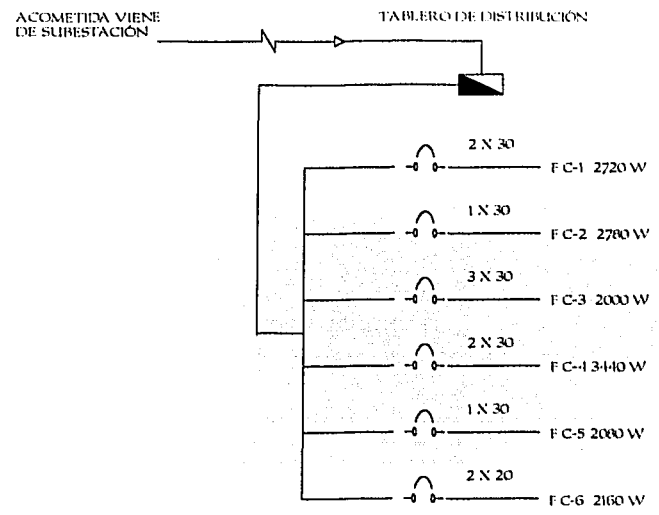 ACOMETIDA VIENE
DE SUBESTACIÓN
TABLERO DE DISTRIBUCIÓN
2 X 30
F C-1 2720 W
1 X 30
F C-2 2780 W
3 X 30
F C-3 2000 W
2 X 30
F C-4 3440 W
1 X 30
F C-5 2080 W
2 X 20
F C-6 2160 W